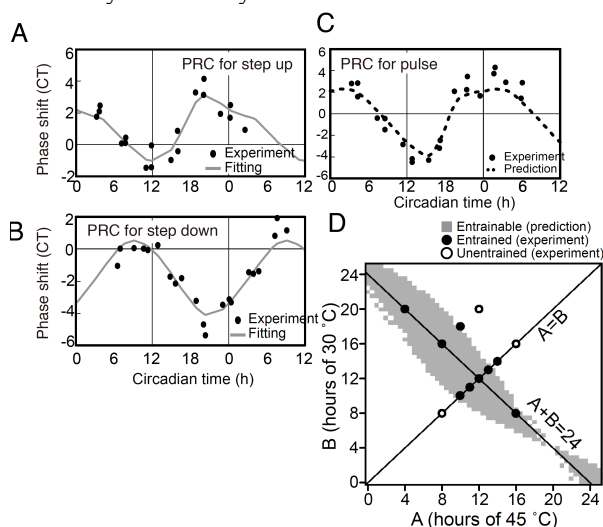 A
PRC for step up
Phase shift (CT)
6
4
2
0
-2
0
6
12
18
0
6
12
Experiment
Fitting
B
PRC for step down
Phase shift (CT)
2
0
-2
-4
-6
0
6
12
18
0
6
12
Experiment
Fitting
Circadian time (h)
C
PRC for pulse
6
4
2
0
-2
-4
-6
0
6
12
18
0
6
12
Experiment
Prediction
Circadian time (h)
D
Entrainable (prediction)
Entrained (experiment)
Unentrained (experiment)
B (hours of 30 ˚C)
24
20
16
12
8
4
0
A=B
A+B=24
0
4
8
12
16
20
24
A (hours of 45 ˚C)